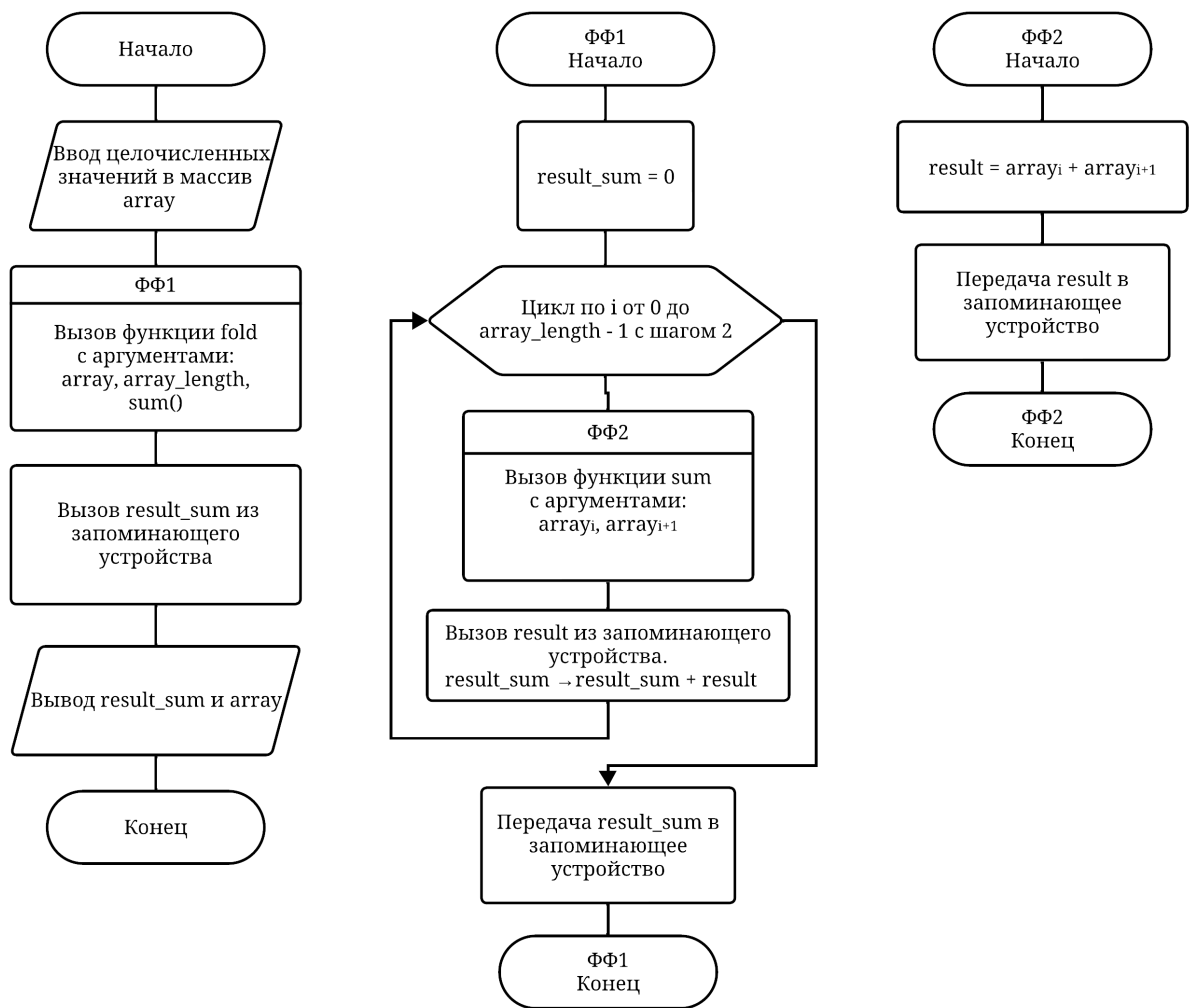 Начало
Ввод целочисленных
значений в массив
array
ФФ1
Вызов функции fold
с аргументами:
array, array_length,
sum()
Вызов result_sum из
запоминающего
устройства
Вывод result_sum и array
Конец
ФФ1
Начало
result_sum = 0
Цикл по i от 0 до
array_length - 1 с шагом 2
ФФ2
Вызов функции sum
с аргументами:
arrayᵢ, arrayᵢ₊₁
Вызов result из запоминающего
устройства.
result_sum →result_sum + result
Передача result_sum в
запоминающее
устройство
ФФ1
Конец
ФФ2
Начало
result = arrayᵢ + arrayᵢ₊₁
Передача result в
запоминающее
устройство
ФФ2
Конец